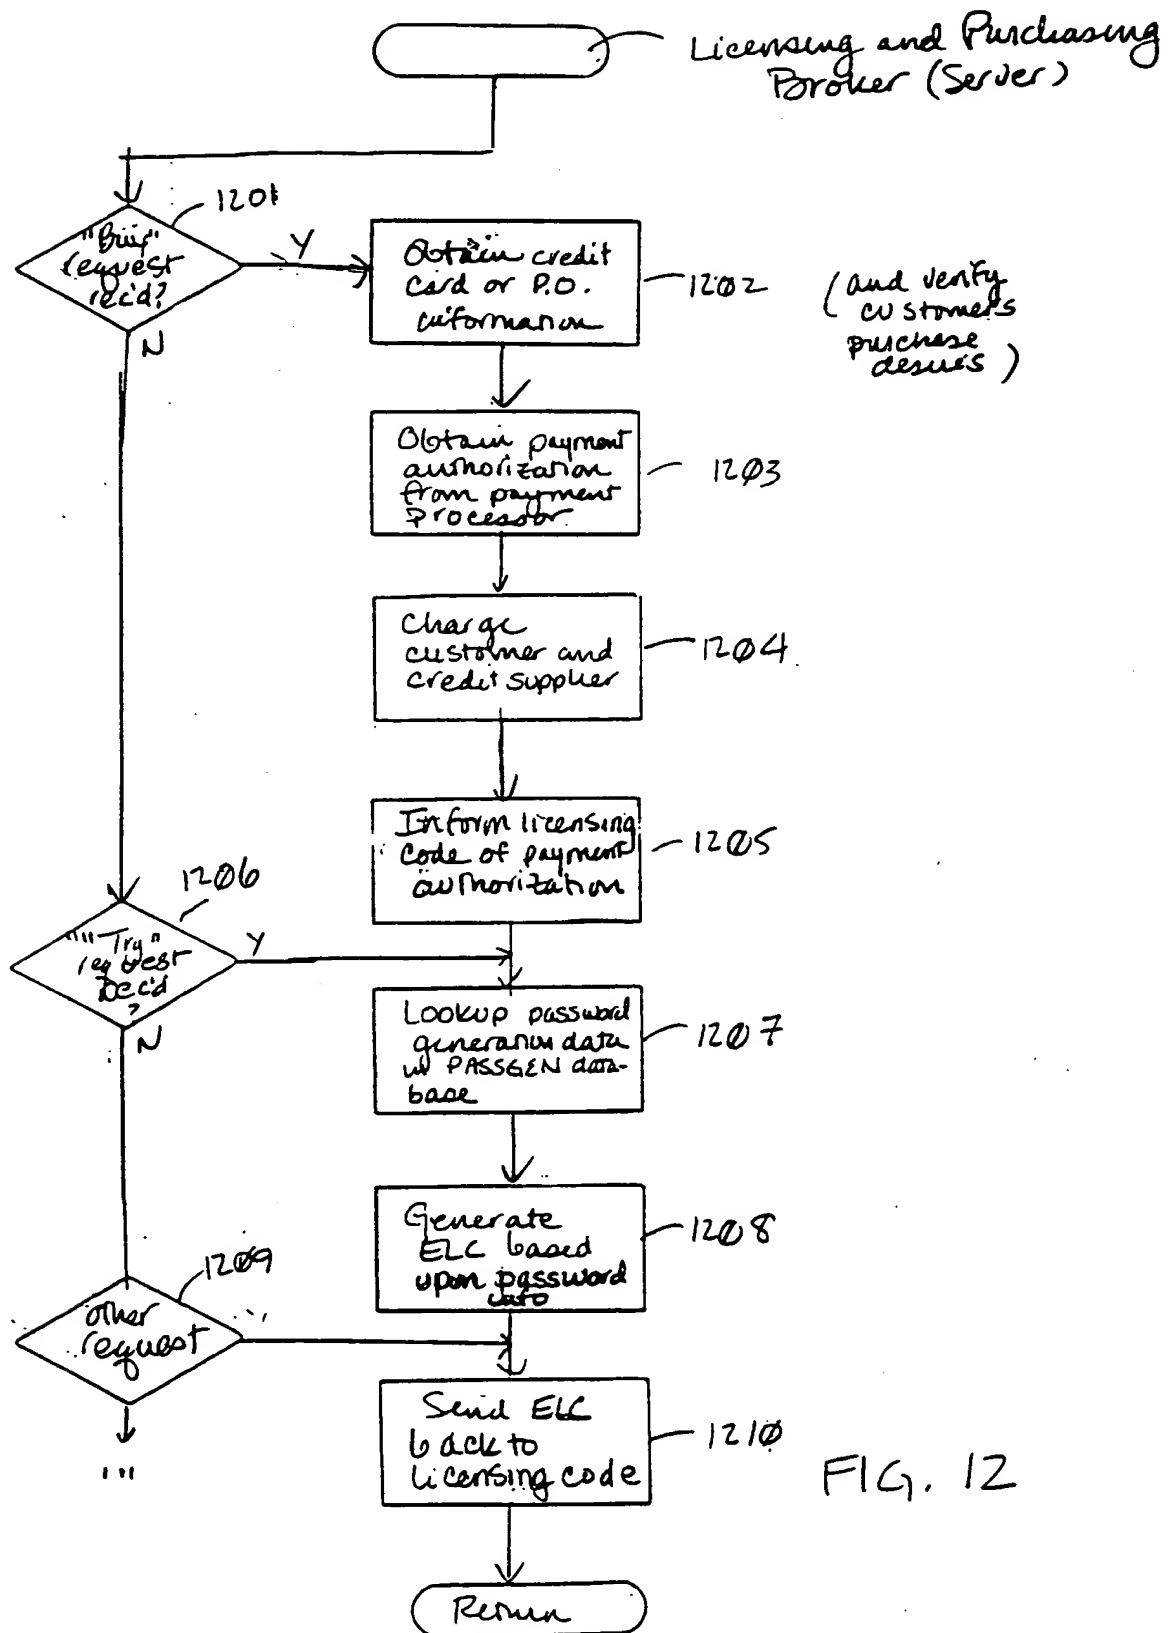 Licensing and Purchasing
Broker (Server)
1201
"Buy"
request
rec'd?
Y
N
Obtain credit
card or P.O.
information
1202
(and verify
customer's
purchase
desires)
Obtain payment
authorization
from payment
processor
1203
Charge
customer and
credit supplier
1204
Inform licensing
code of payment
authorization
1205
1206
"Try"
request
rec'd
?
Y
N
Lookup password
generation data
in PASSGEN data-
base
1207
Generate
ELC based
upon password
info
1208
1209
other
request
...
Send ELC
back to
licensing code
1210
Return
FIG. 12